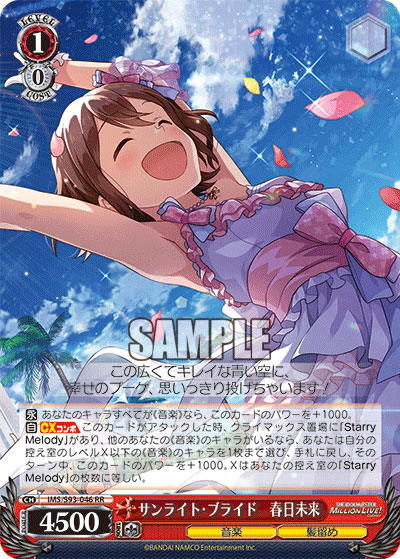 LEVEL
1
0
COST
SAMPLE
この広くてキレイな青い空に、
幸せのブーケ、思いっきり投げちゃいます！
永 あなたのキャラすべてが《音楽》なら、このカードのパワーを＋1000。
自 CXコンボ このカードがアタックした時、クライマックス置場に「Starry
Melody」があり、他のあなたの《音楽》のキャラがいるなら、あなたは自分の
控え室のレベルX以下の《音楽》のキャラを1枚まで選び、手札に戻し、その
ターン中、このカードのパワーを＋1000。Xはあなたの控え室の「Starry
Melody」の枚数に等しい。
CH IMS/S93-046 RR
POWER
4500
サンライト・ブライド 春日未来
音楽 髪留め
THE IDOLM@STER
MILLION LIVE!
©BANDAI NAMCO Entertainment Inc.